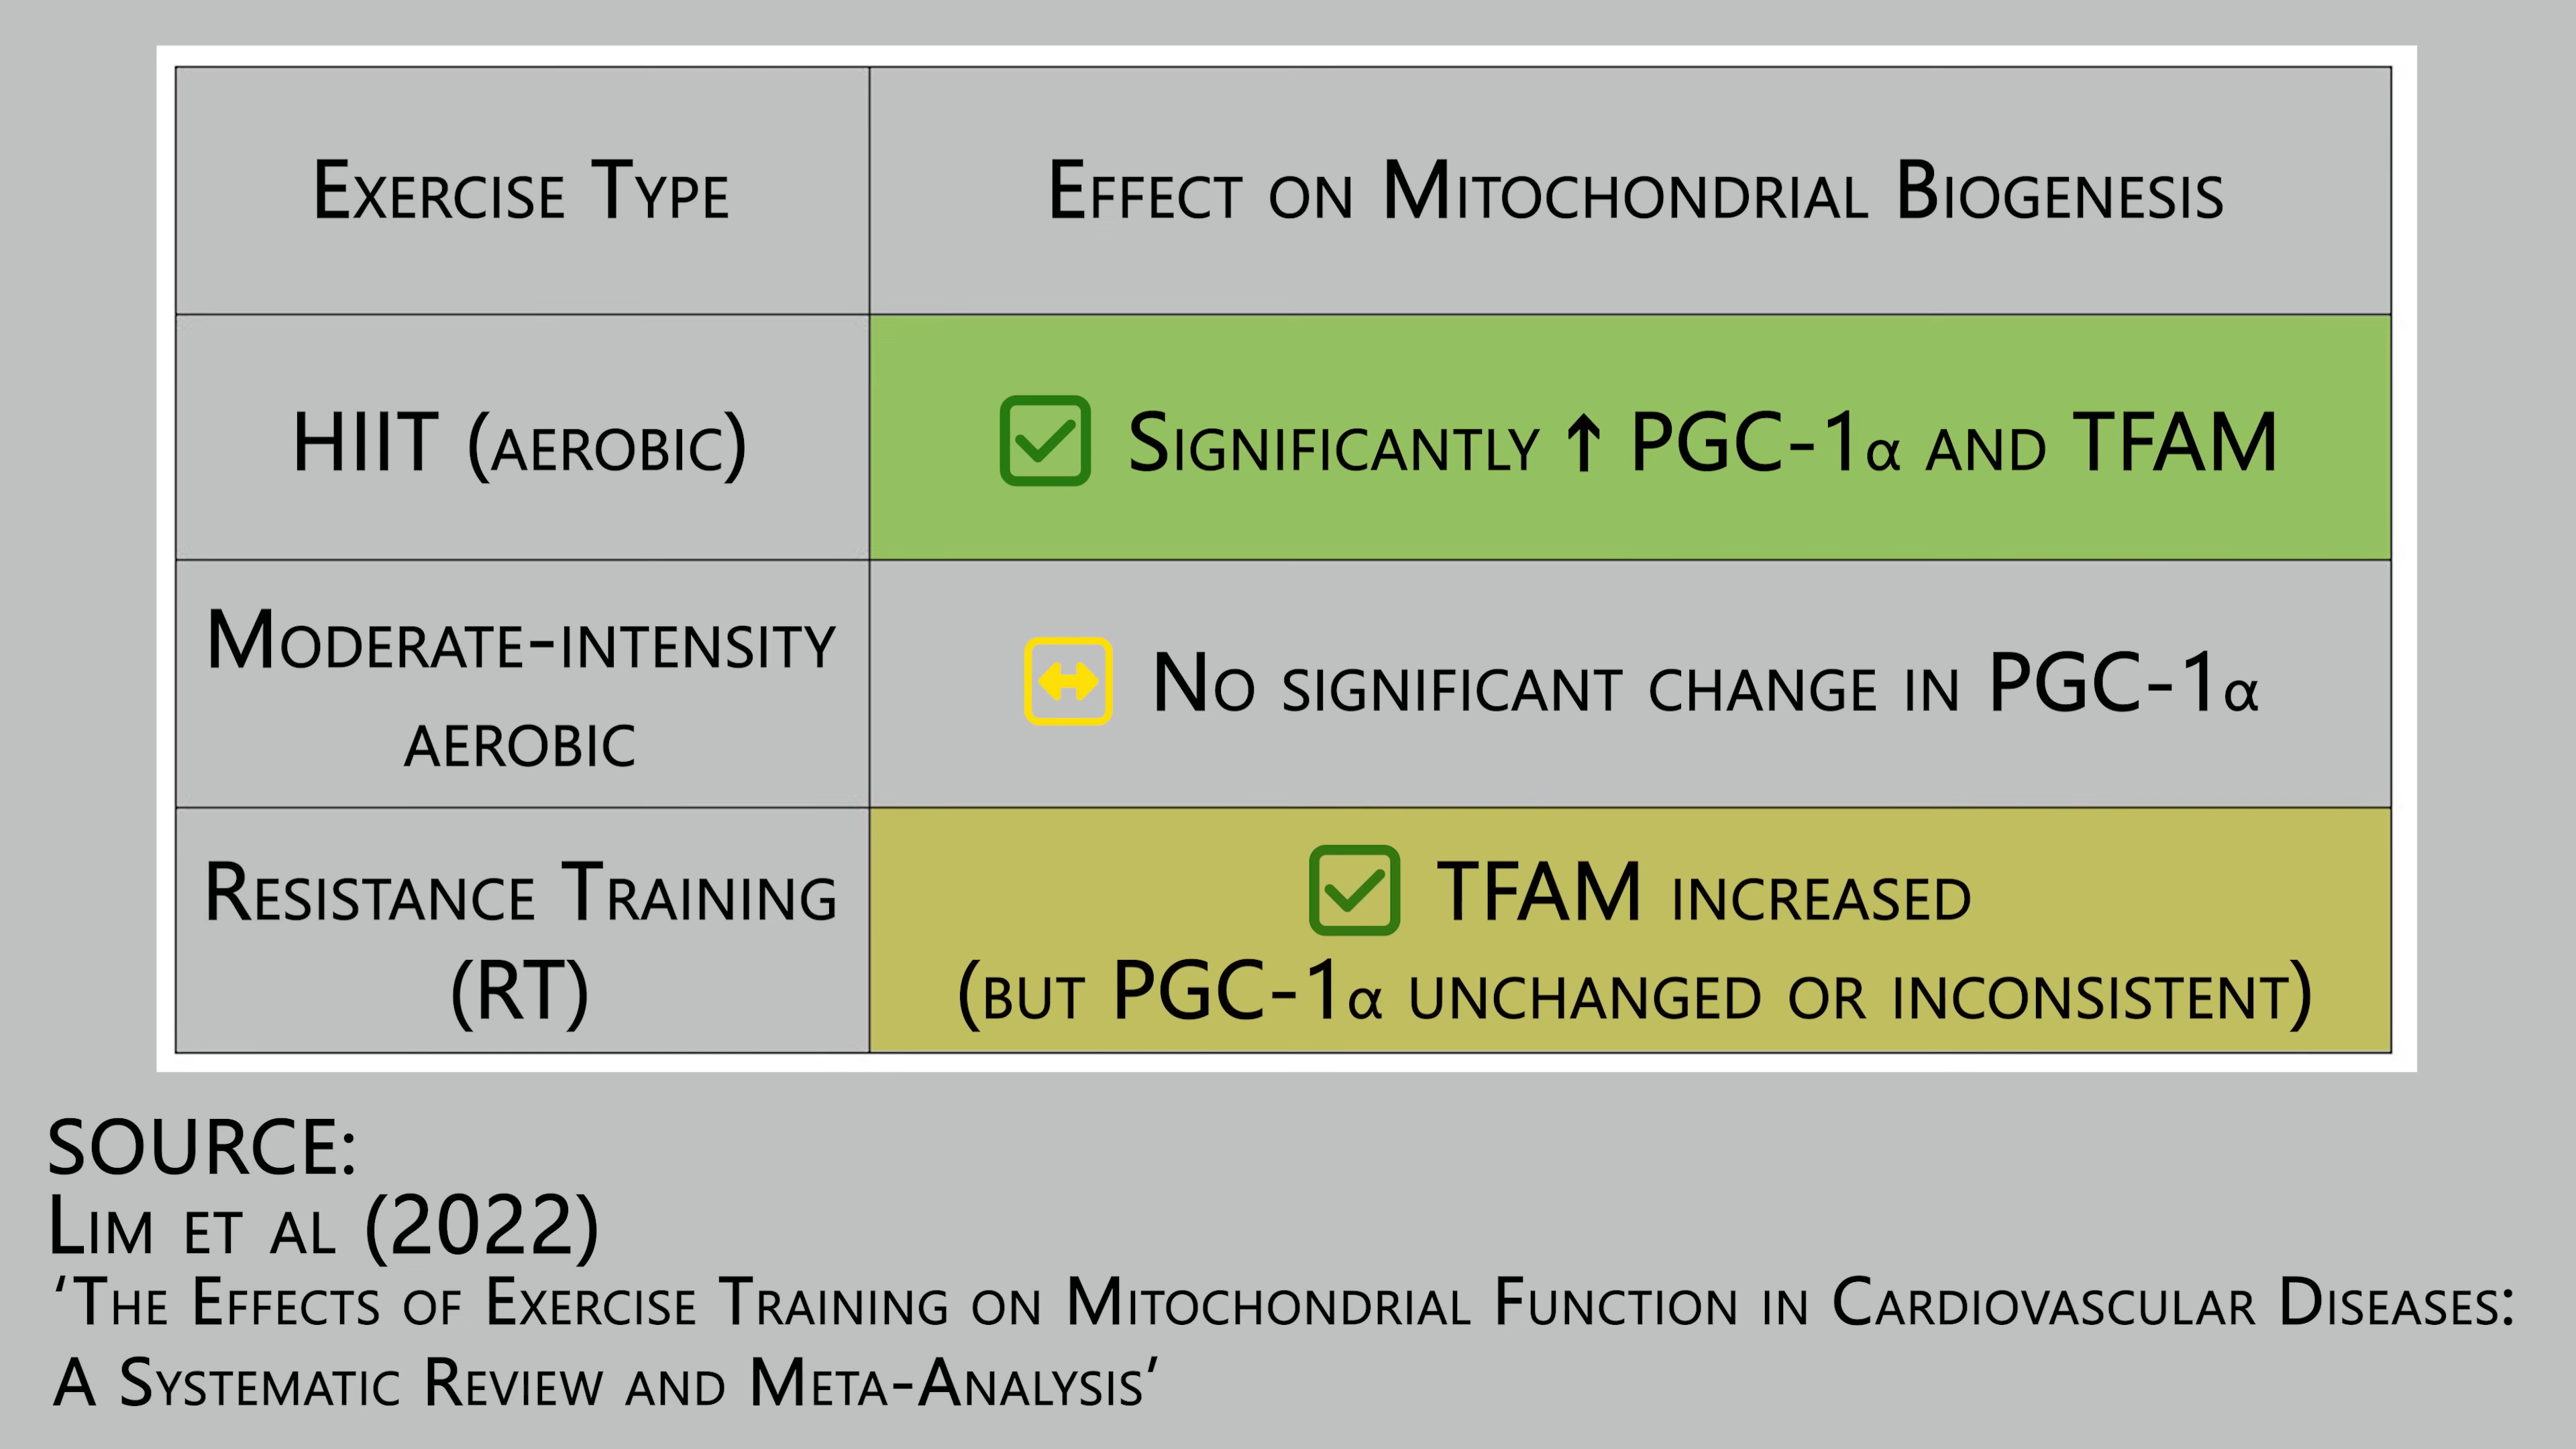 Exercise Type
Effect on Mitochondrial Biogenesis
HIIT (aerobic)
Significantly ↑ PGC-1α and TFAM
Moderate-intensity
aerobic
No significant change in PGC-1α
Resistance Training
(RT)
TFAM increased
(but PGC-1α unchanged or inconsistent)
SOURCE:
Lim et al (2022)
‘The Effects of Exercise Training on Mitochondrial Function in Cardiovascular Diseases:
A Systematic Review and Meta-Analysis’